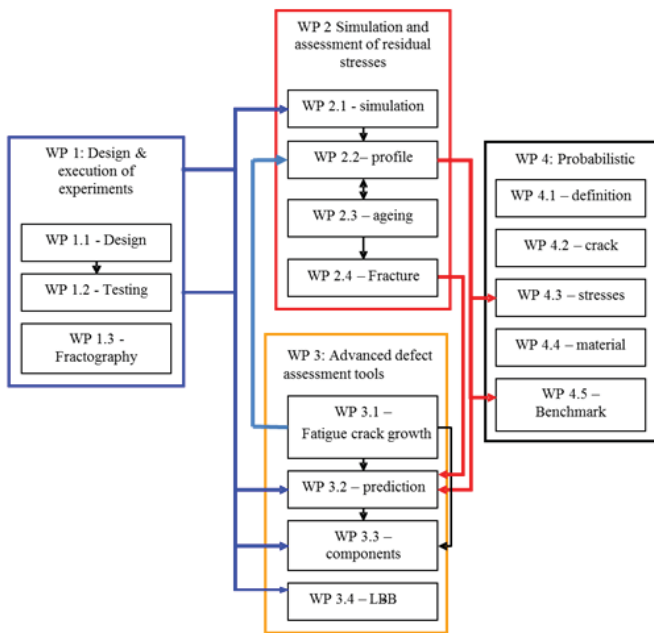 WP 1: Design &
execution of
experiments
WP 1.1 - Design
WP 1.2 - Testing
WP 1.3 -
Fractography
WP 2 Simulation and
assessment of residual
stresses
WP 2.1 - simulation
WP 2.2– profile
WP 2.3 – ageing
WP 2.4 – Fracture
WP 3: Advanced defect
assessment tools
WP 3.1 –
Fatigue crack growth
WP 3.2 – prediction
WP 3.3 –
components
WP 3.4 – LBB
WP 4: Probabilistic
WP 4.1 – definition
WP 4.2 – crack
WP 4.3 – stresses
WP 4.4 – material
WP 4.5 –
Benchmark